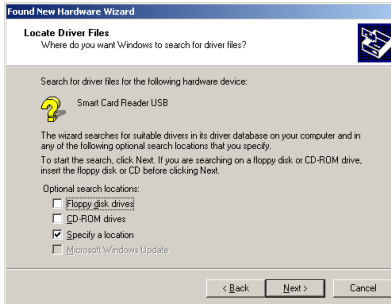 Found New Hardware Wizard
Locate Driver Files
Where do you want Windows to search for driver files?
Search for driver files for the following hardware device:
Smart Card Reader USB
The wizard searches for suitable drivers in its driver database on your computer and in
any of the following optional search locations that you specify.
To start the search, click Next. If you are searching on a floppy disk or CD-ROM drive,
insert the floppy disk or CD before clicking Next.
Optional search locations:
Floppy disk drives
CD-ROM drives
Specify a location
Microsoft Windows Update
< Back Next > Cancel